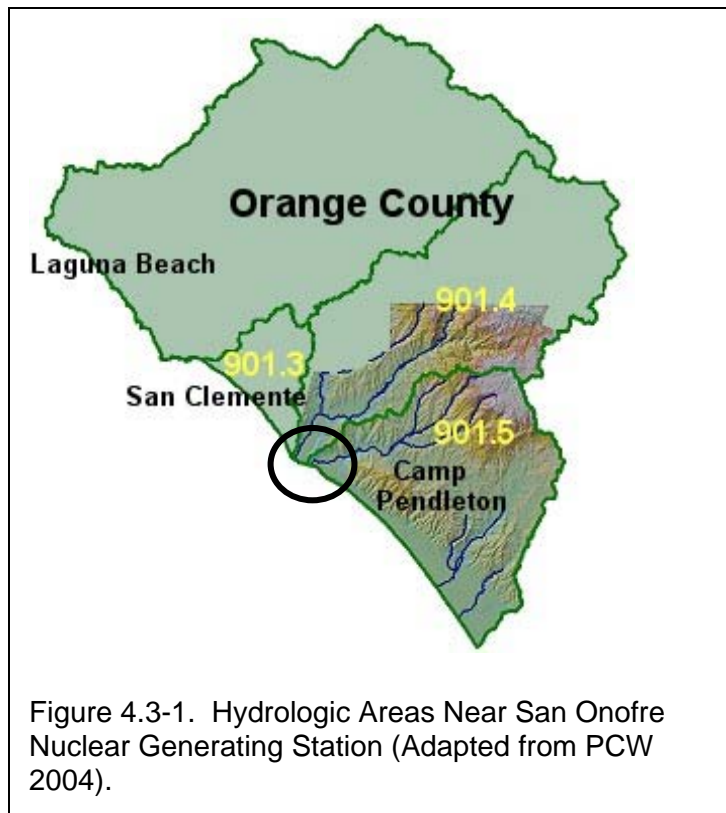 Orange County
Laguna Beach
901.4
901.3
San Clemente
901.5
Camp
Pendleton
Figure 4.3-1. Hydrologic Areas Near San Onofre
Nuclear Generating Station (Adapted from PCW
2004).